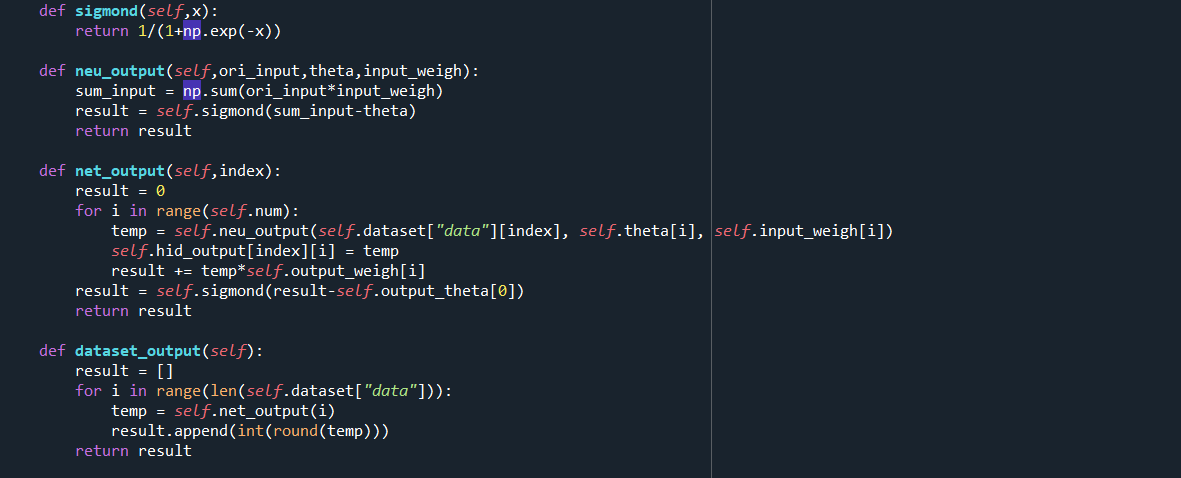 def sigmond(self,x):
return 1/(1+np.exp(-x))
def neu_output(self,ori_input,theta,input_weigh):
sum_input = np.sum(ori_input*input_weigh)
result = self.sigmond(sum_input-theta)
return result
def net_output(self,index):
result = 0
for i in range(self.num):
temp = self.neu_output(self.dataset["data"][index], self.theta[i], self.input_weigh[i])
self.hid_output[index][i] = temp
result += temp*self.output_weigh[i]
result = self.sigmond(result-self.output_theta[0])
return result
def dataset_output(self):
result = []
for i in range(len(self.dataset["data"])):
temp = self.net_output(i)
result.append(int(round(temp)))
return result